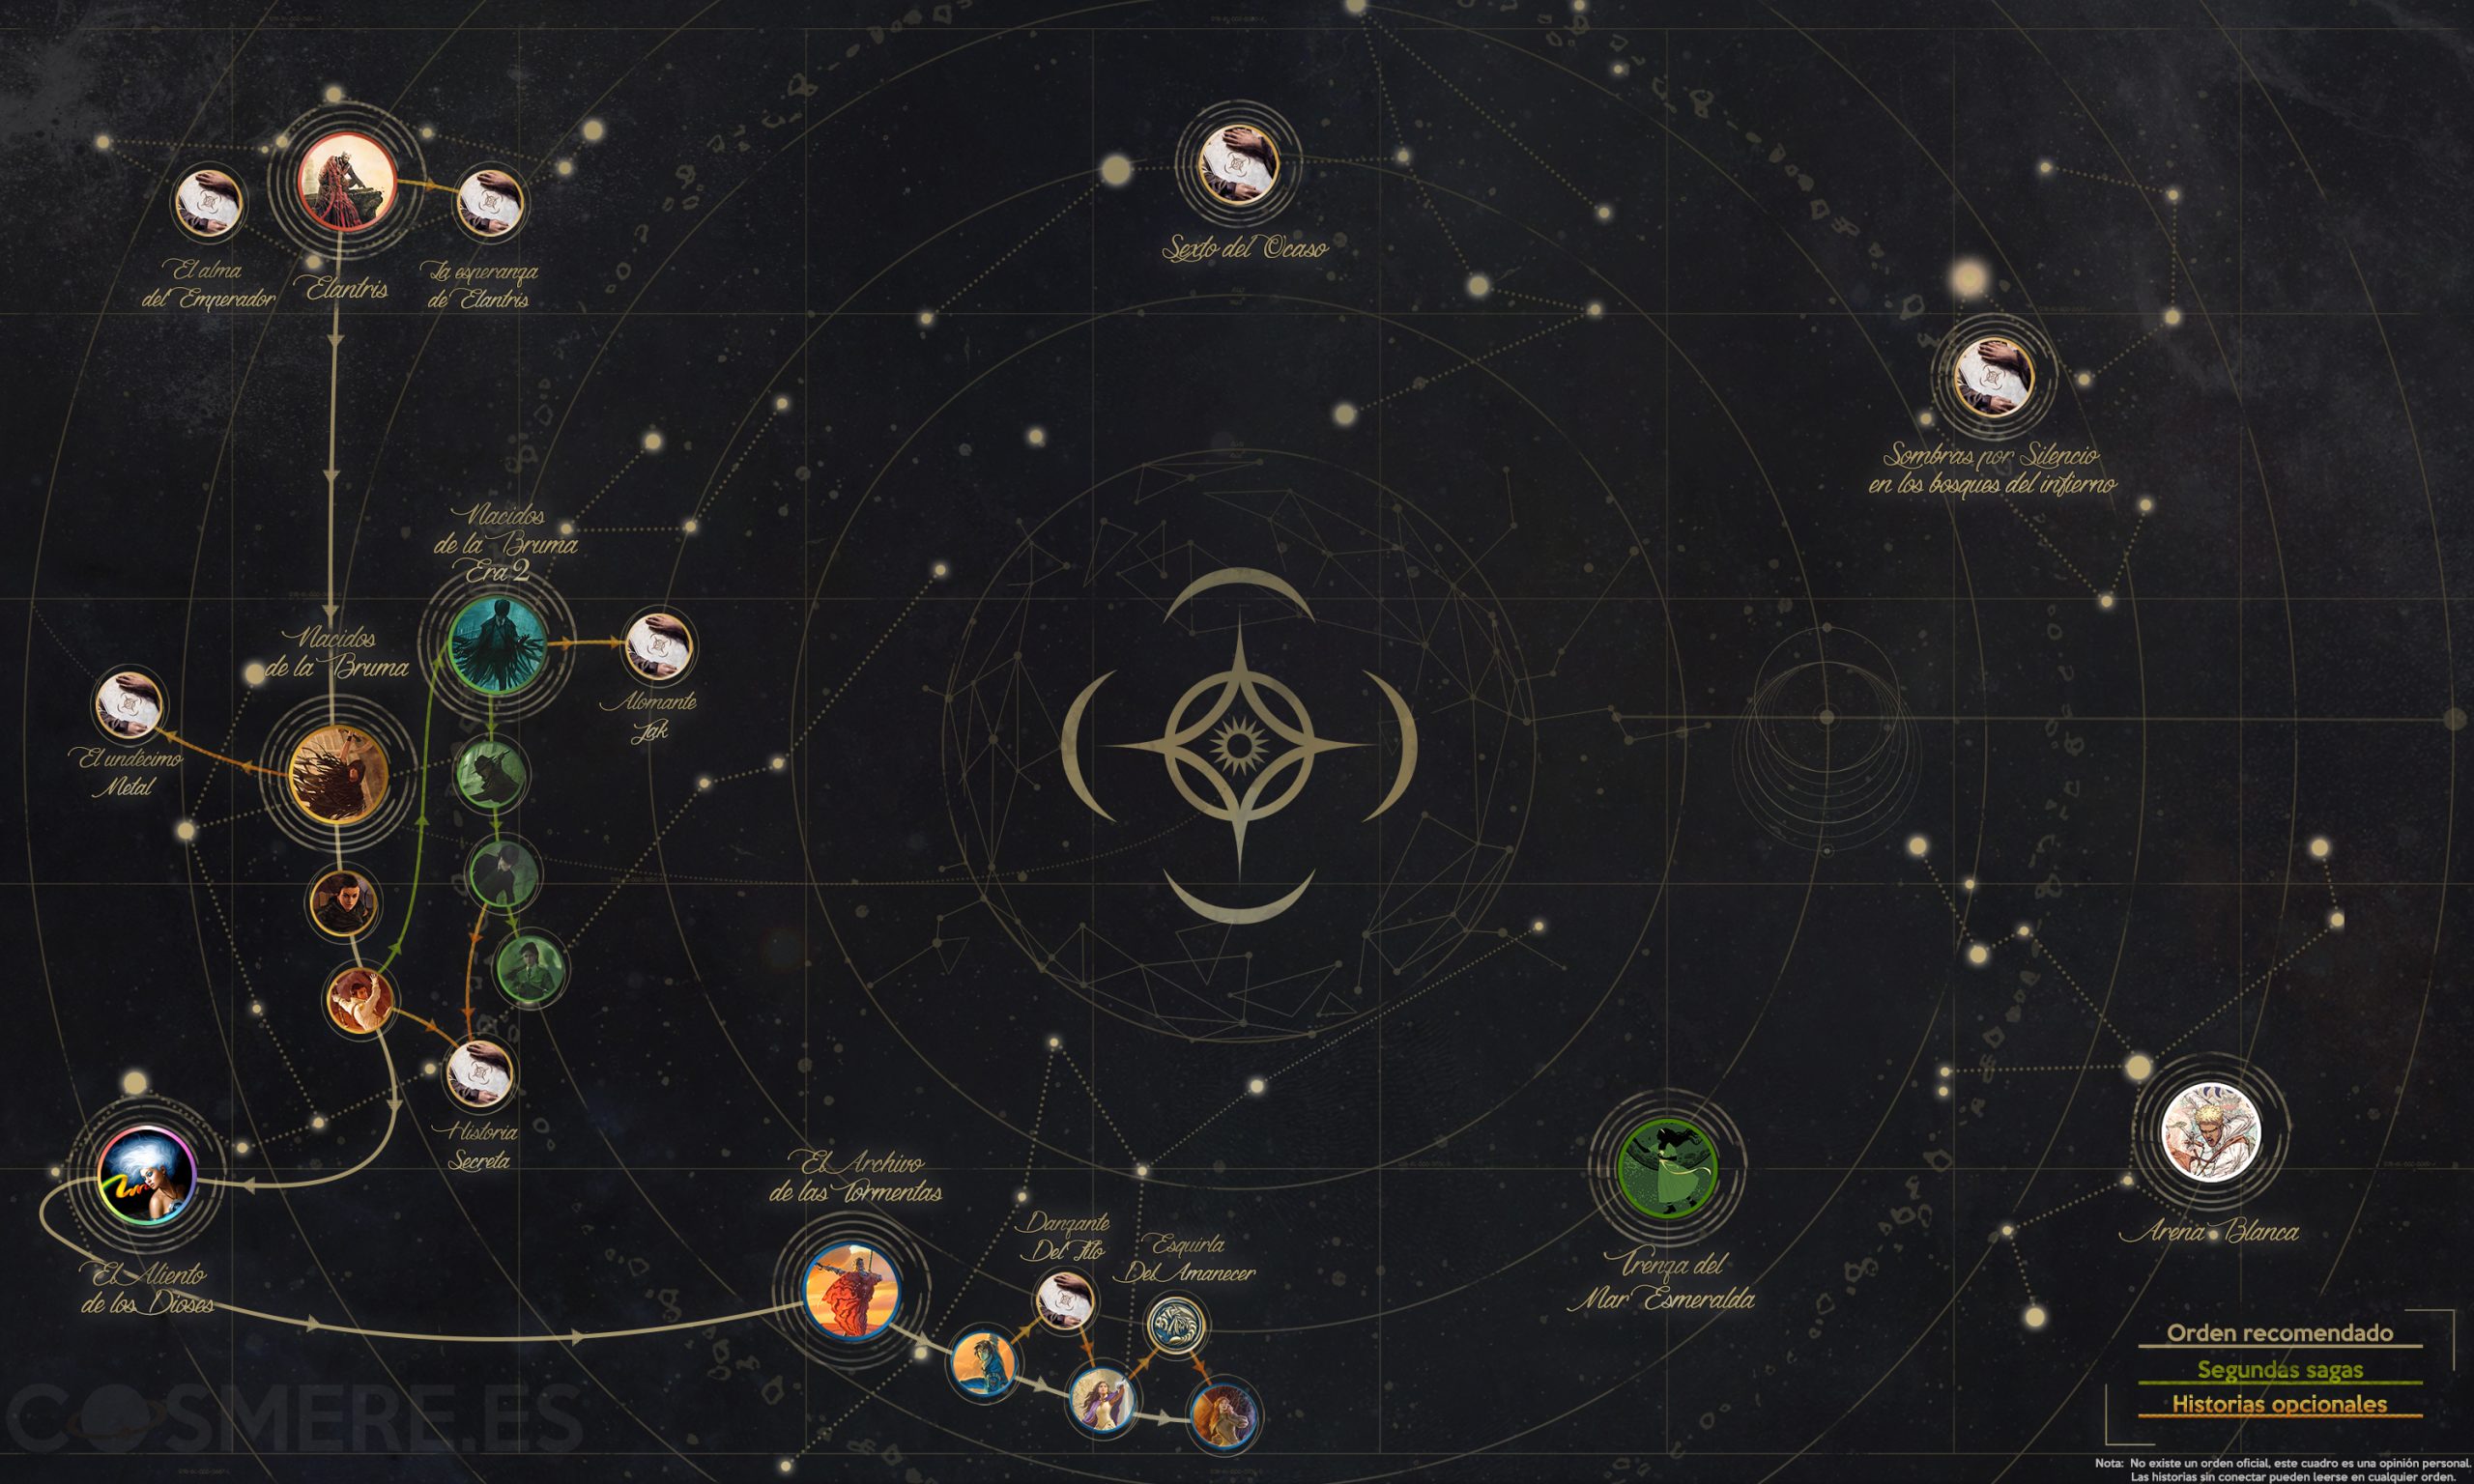 El alma
del Emperador
Elantris
La esperanza
de Elantris
Sexto del Ocaso
Sombras por Silencio
en los bosques del infierno
Nacidos
de la Bruma
Era 2
Nacidos
de la Bruma
Alomante
Jak
El undécimo
Metal
Historia
Secreta
El Aliento
de los Dioses
El Archivo
de las Tormentas
Danzante
Del Filo
Esquirla
Del Amanecer
Trenza del
Mar Esmeralda
Arena Blanca
Orden recomendado
Segundas sagas
Historias opcionales
COSMERE.ES
Nota: No existe un orden oficial, este cuadro es una opinión personal.
Las historias sin conectar pueden leerse en cualquier orden.